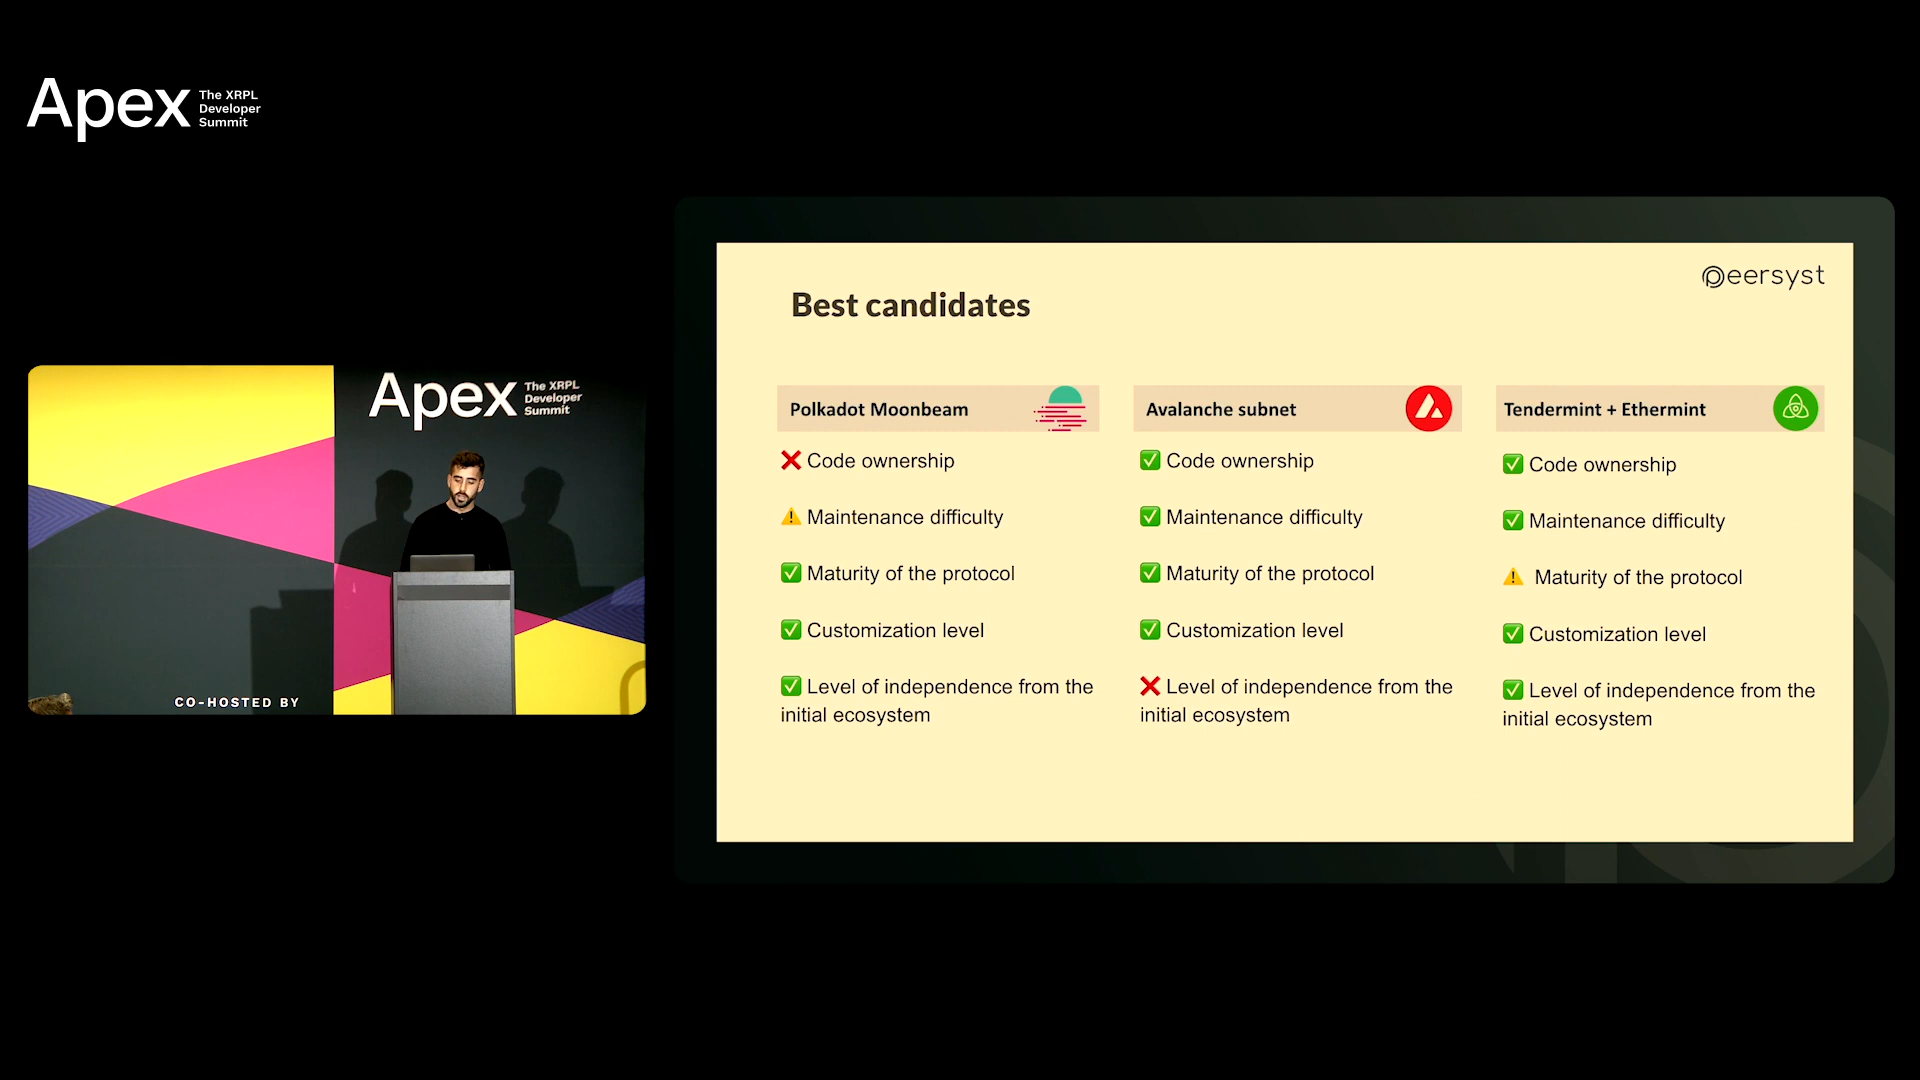 Apex
The XRPL
Developer
Summit
Apex
The XRPL
Developer
Summit
CO-HOSTED BY
peersyst
Best candidates
Polkadot Moonbeam
❌ Code ownership
⚠️ Maintenance difficulty
✅ Maturity of the protocol
✅ Customization level
✅ Level of independence from the
initial ecosystem
Avalanche subnet
✅ Code ownership
✅ Maintenance difficulty
✅ Maturity of the protocol
✅ Customization level
❌ Level of independence from the
initial ecosystem
Tendermint + Ethermint
✅ Code ownership
✅ Maintenance difficulty
⚠️ Maturity of the protocol
✅ Customization level
✅ Level of independence from the
initial ecosystem